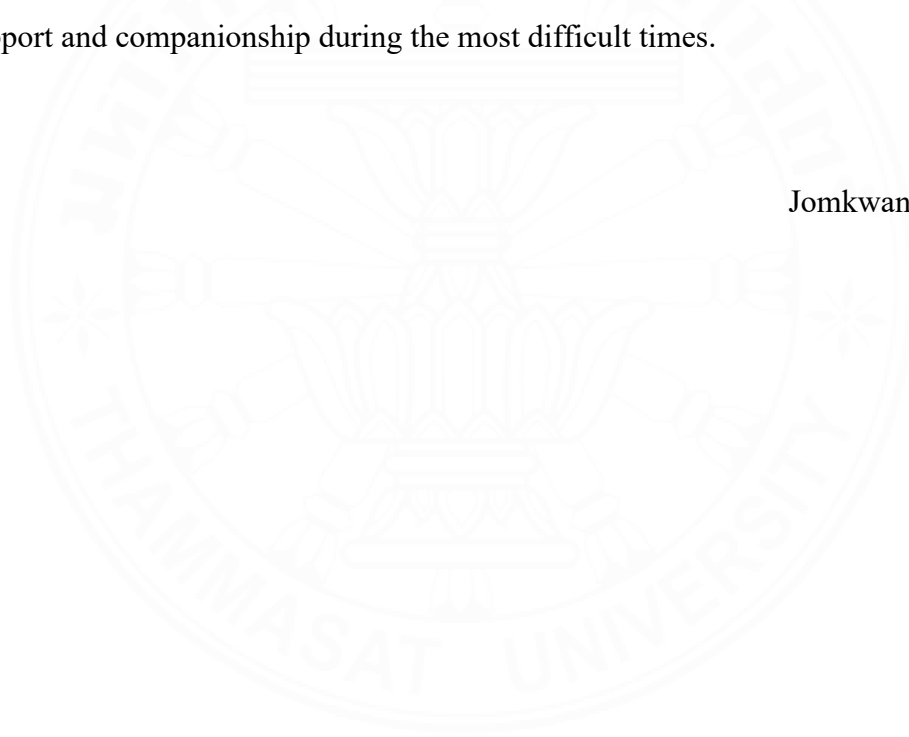 port and companionship during the most difficult times.
Jomkwan
THAMMASAT UNIVERSITY